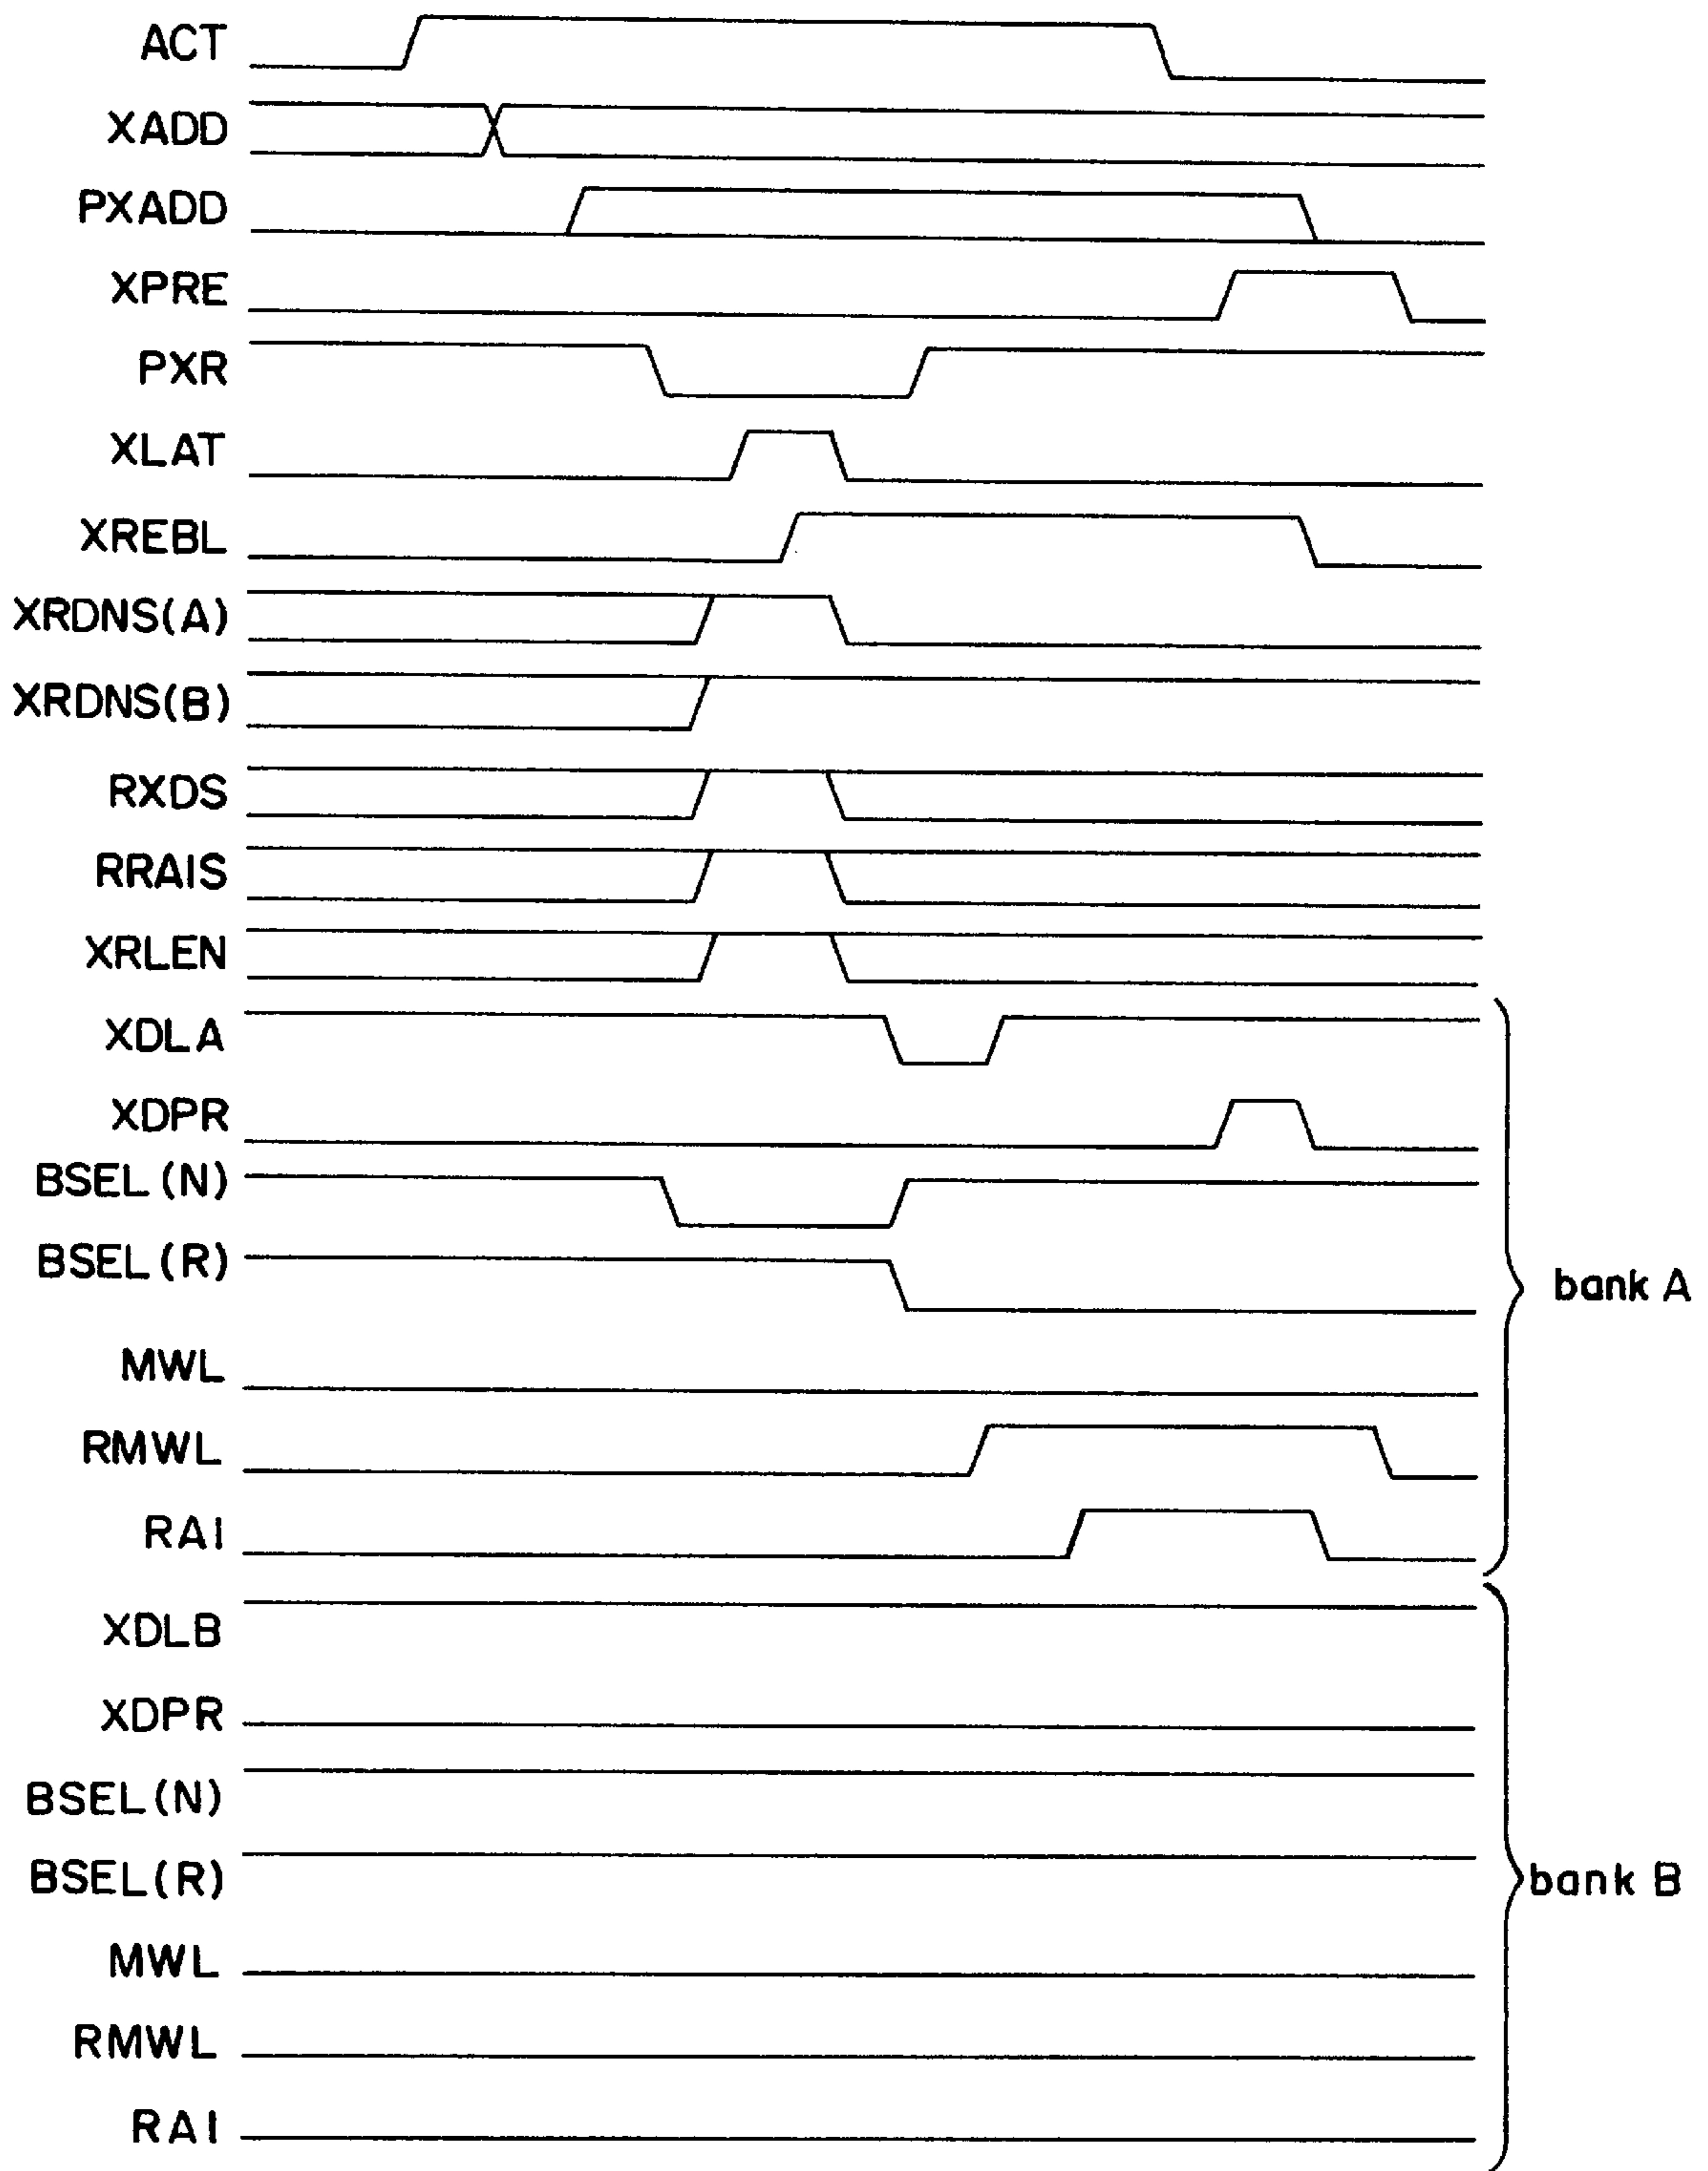 ACT
XADD
PXADD
XPRE
PXR
XLAT
XREBL
XRDNS(A)
XRDNS(B)
RXDS
RRAIS
XRLEN
XDLA
XDPR
BSEL(N)
BSEL(R)
bank A
MWL
RMWL
RAI
XDLB
XDPR
BSEL(N)
BSEL(R)
bank B
MWL
RMWL
RAI